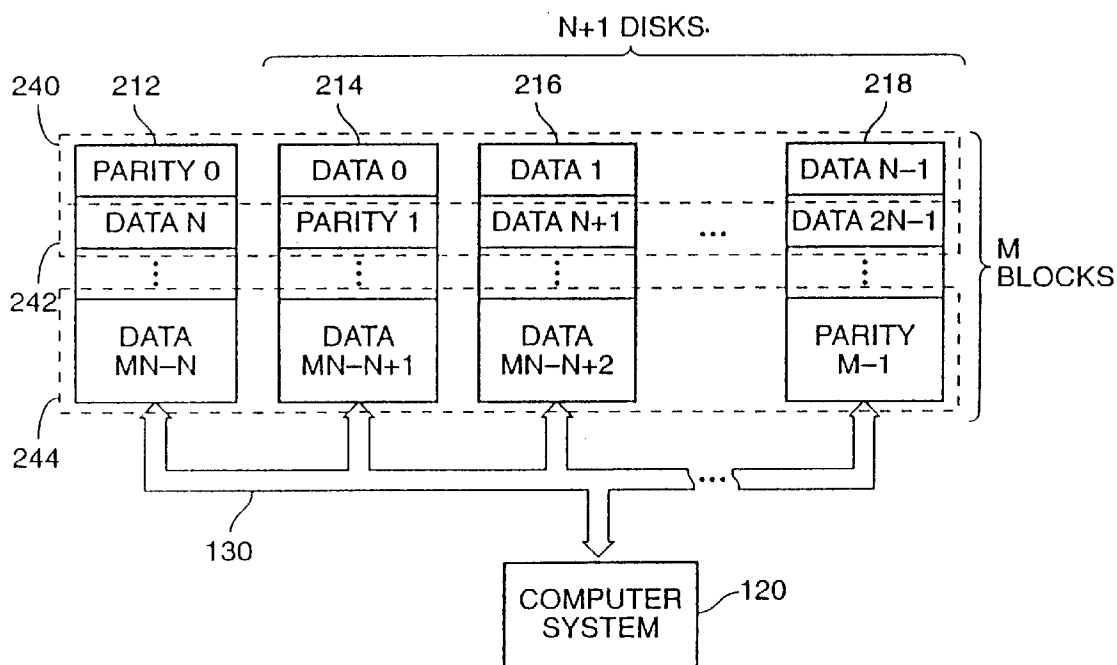 N+1 DISKS.
240 212 214 216 218
PARITY 0 DATA 0 DATA 1 DATA N–1
DATA N PARITY 1 DATA N+1 ... DATA 2N–1
242
M
BLOCKS
DATA
MN–N
DATA
MN–N+1
DATA
MN–N+2
PARITY
M–1
244
...
130
COMPUTER
SYSTEM
120